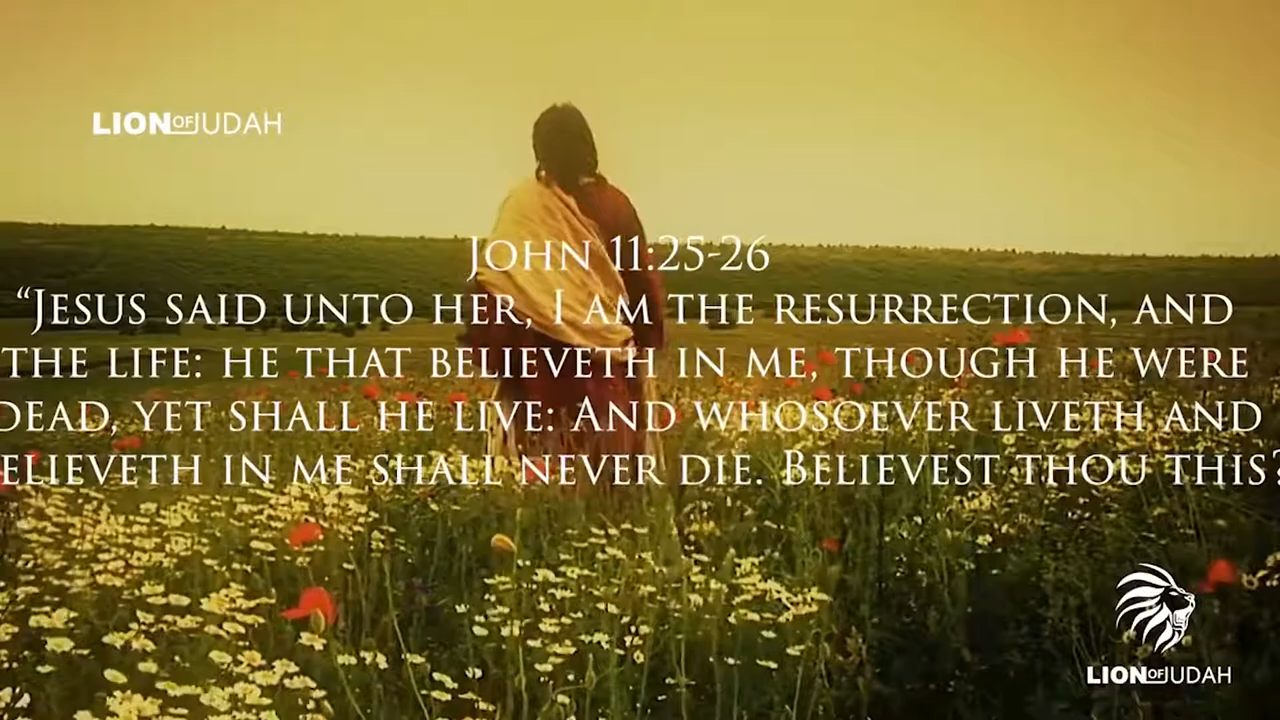 LION OF JUDAH
John 11:25-26
“Jesus said unto her, I am the resurrection, and
the life: he that believeth in me, though he were
dead, yet shall he live: And whosoever liveth and
elieveth in me shall never die. Believest thou this?
LION OF JUDAH